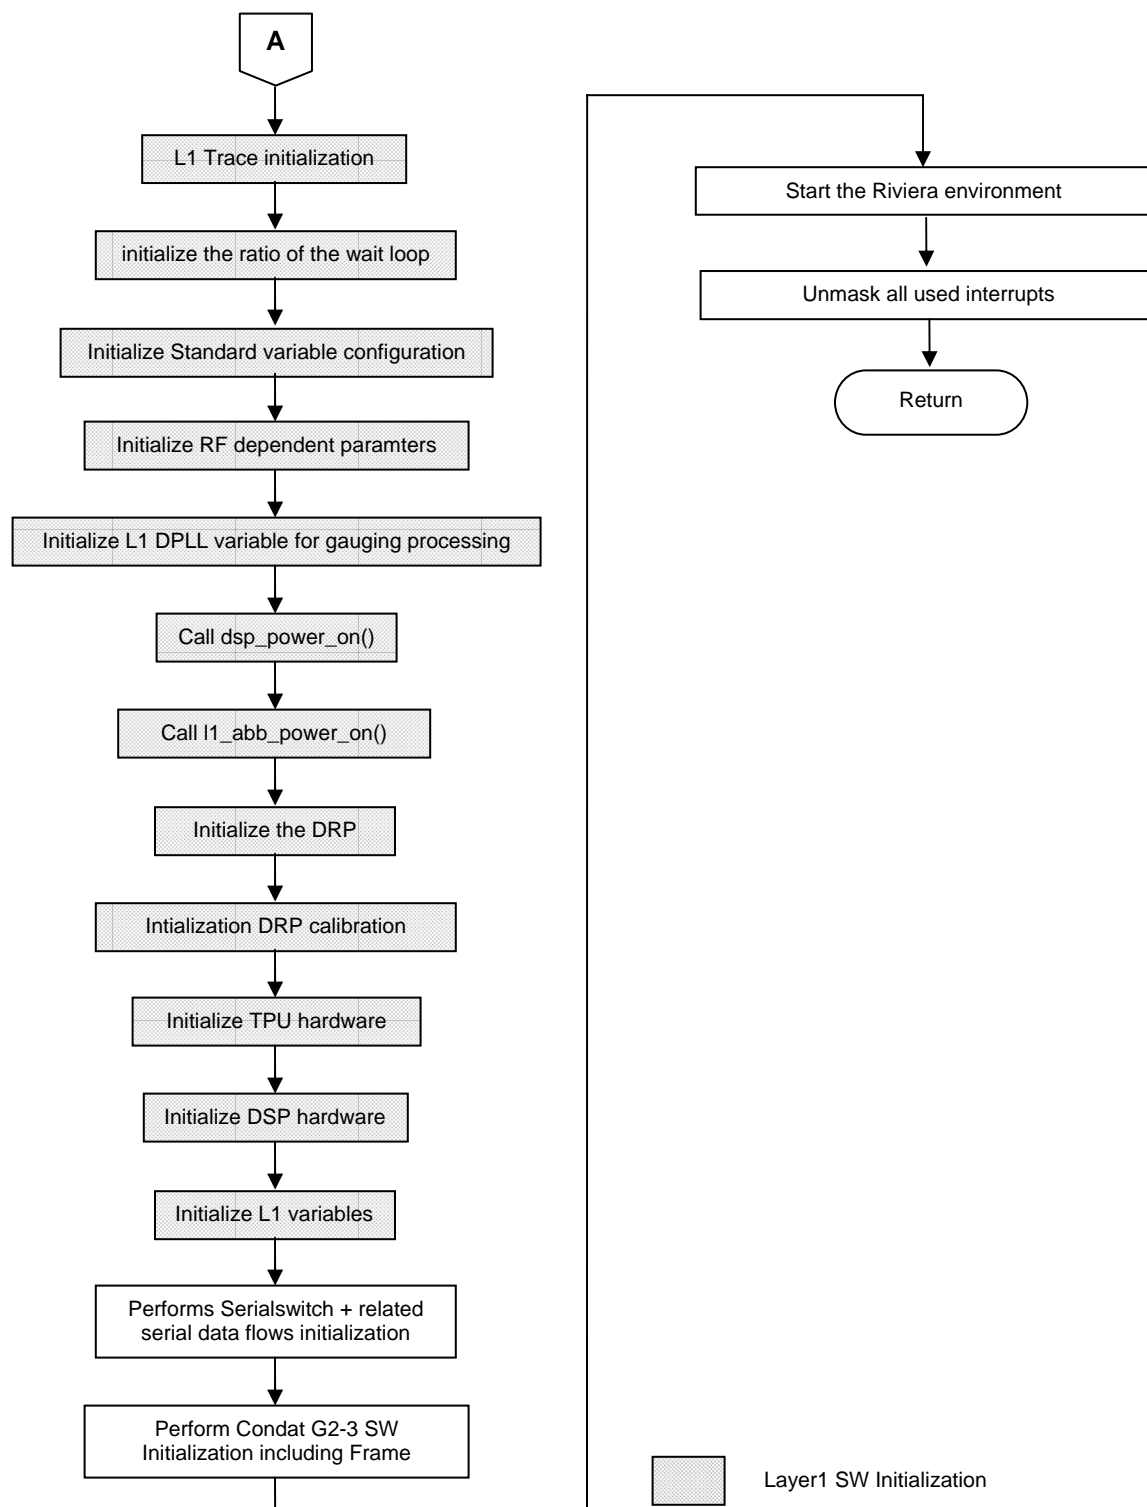 A
L1 Trace initialization
initialize the ratio of the wait loop
Initialize Standard variable configuration
Initialize RF dependent paramters
Initialize L1 DPLL variable for gauging processing
Call dsp_power_on()
Call l1_abb_power_on()
Initialize the DRP
Intialization DRP calibration
Initialize TPU hardware
Initialize DSP hardware
Initialize L1 variables
Performs Serialswitch + related
serial data flows initialization
Perform Condat G2-3 SW
Initialization including Frame
Start the Riviera environment
Unmask all used interrupts
Return
Layer1 SW Initialization